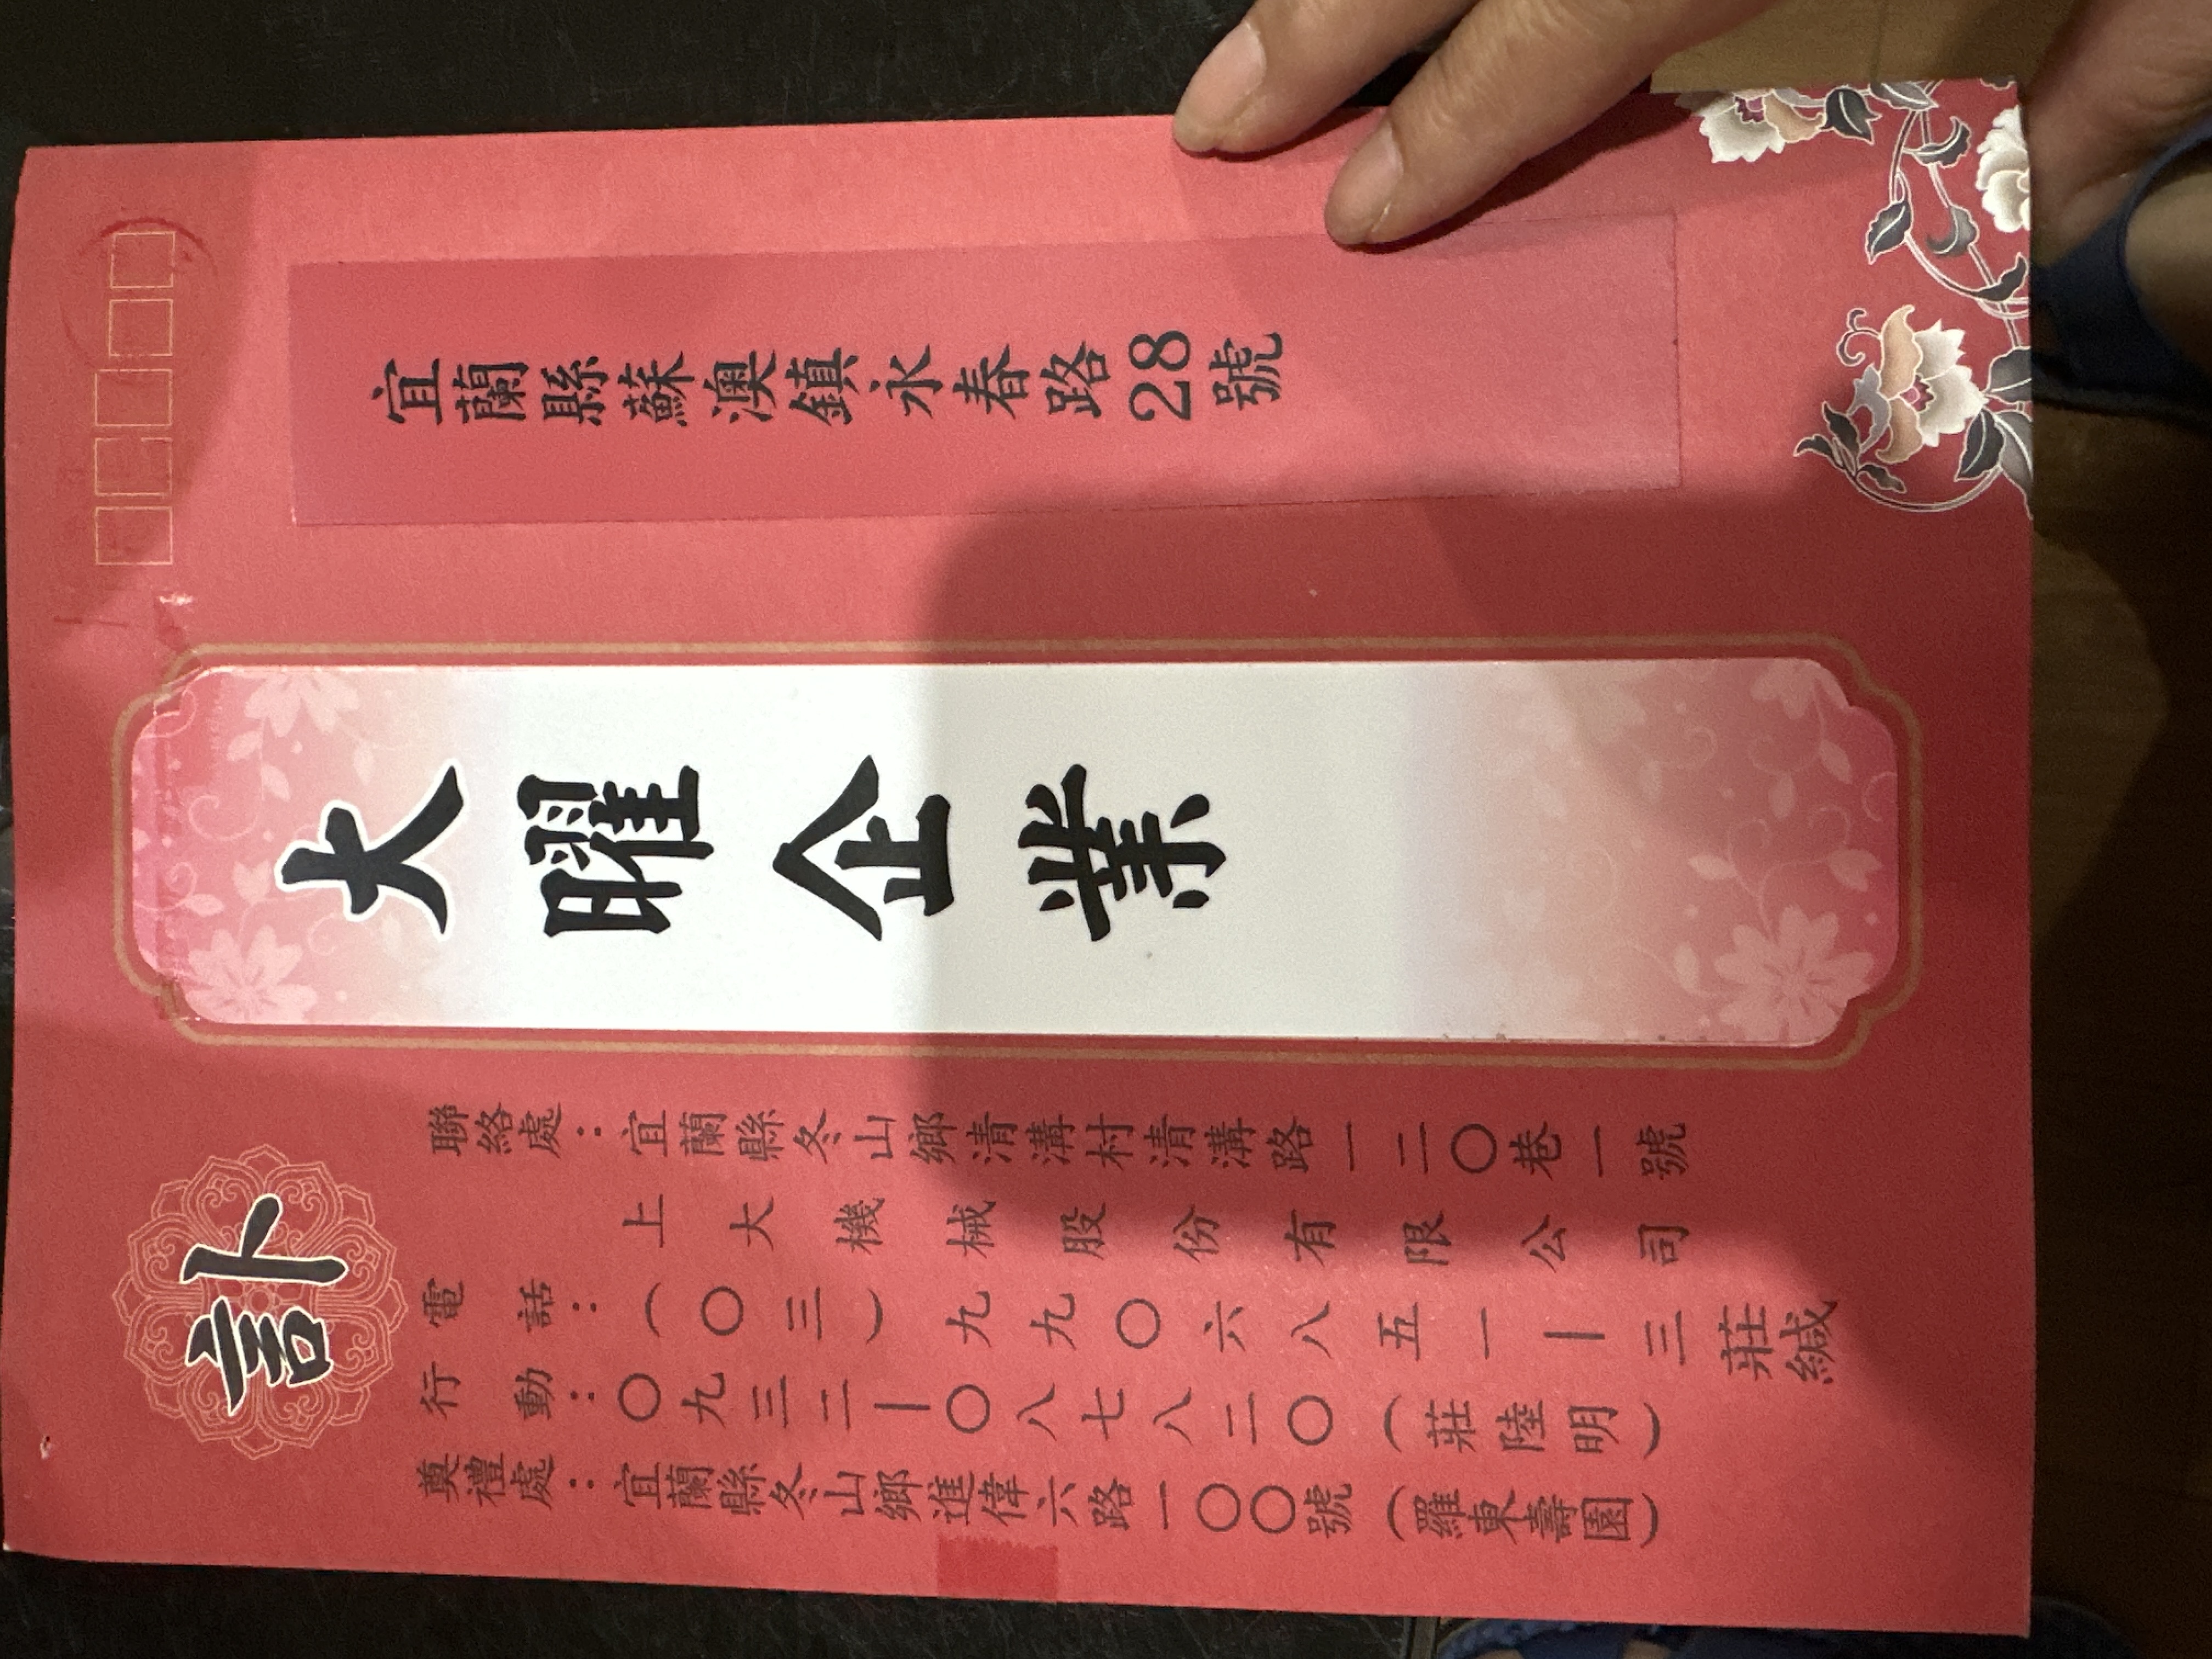 宜蘭縣蘇澳鎮永春路28號
大曜企業
訃
聯絡處：宜蘭縣冬山鄉清溝村清溝路一二〇巷一號
上大機械股份有限公司
電話：（〇三）九九〇六八五一－三
莊緘
行動：〇九三二－〇八七八二〇（莊陸明）
奠禮處：宜蘭縣冬山鄉進偉六路一〇〇號（羅東壽園）